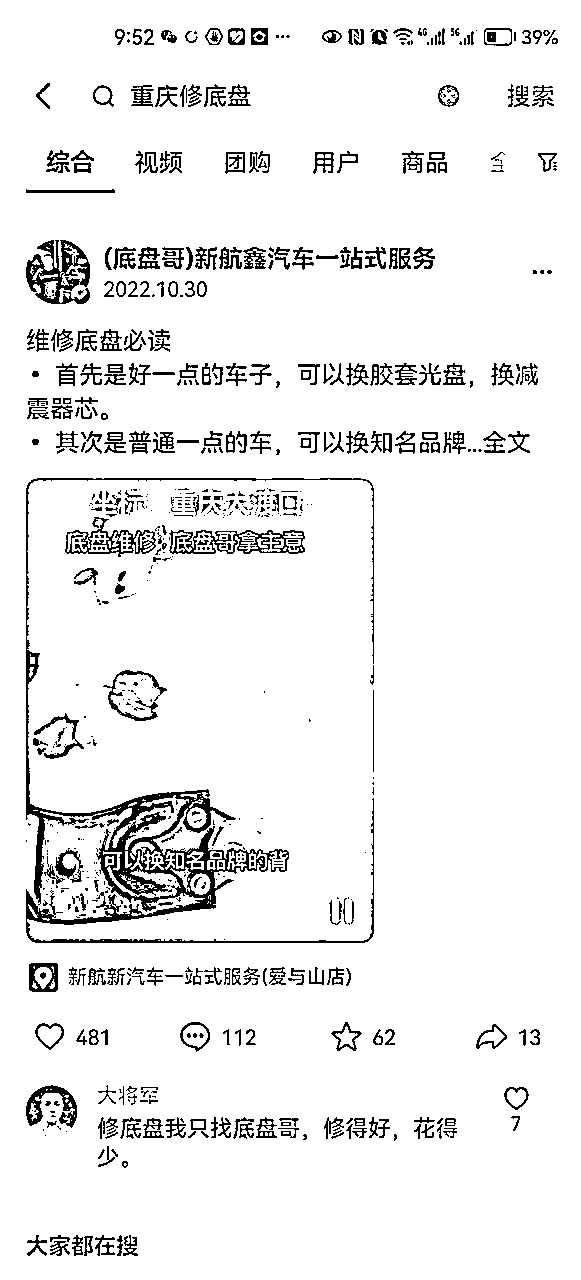 9:52
39%
重庆修底盘
搜索
综合 视频 团购 用户 商品
(底盘哥)新航鑫汽车一站式服务
2022.10.30
维修底盘必读
• 首先是好一点的车子，可以换胶套光盘，换减
震器芯。
• 其次是普通一点的车，可以换知名品牌...全文
坐标 重庆大渡口
底盘维修 底盘哥拿主意
可以换知名品牌的背
新航新汽车一站式服务(爱与山店)
481 112 62 13
大将军
修底盘我只找底盘哥，修得好，花得
少。
7
大家都在搜